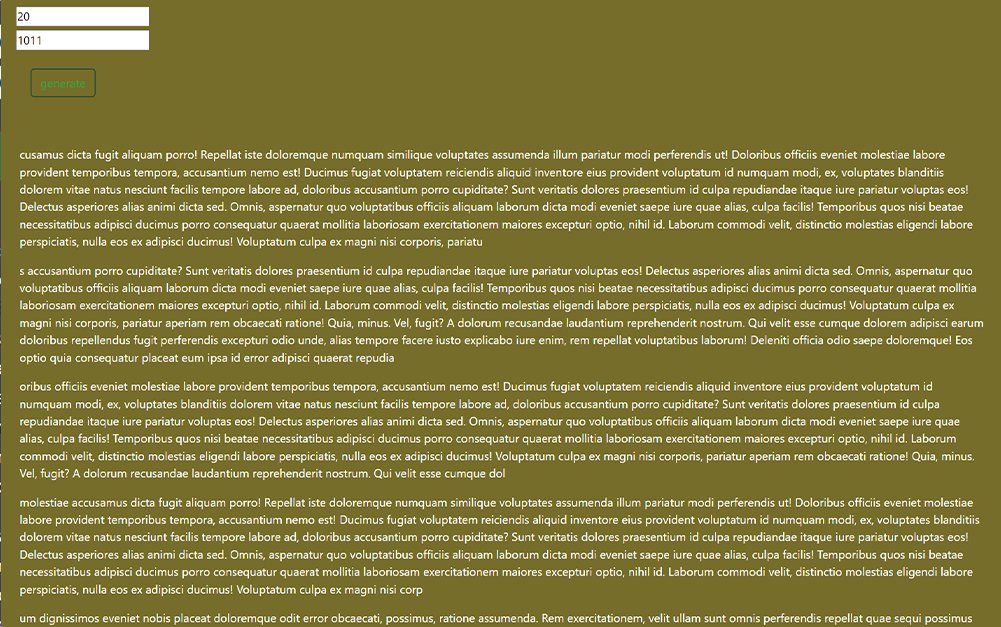 20
1011
generate
cusamus dicta fugit aliquam porro! Repellat iste doloremque numquam similique voluptates assumenda illum pariatur modi perferendis ut! Doloribus officiis eveniet molestiae labore
provident temporibus tempora, accusantium nemo est! Ducimus fugiat voluptatem reiciendis aliquid inventore eius provident voluptatum id numquam modi, ex, voluptates blanditiis
dolorem vitae natus nesciunt facilis tempore labore ad, doloribus accusantium porro cupiditate? Sunt veritatis dolores praesentium id culpa repudiandae itaque iure pariatur voluptas eos!
Delectus asperiores alias animi dicta sed. Omnis, aspernatur quo voluptatibus officiis aliquam laborum dicta modi eveniet saepe iure quae alias, culpa facilis! Temporibus quos nisi beatae
necessitatibus adipisci ducimus porro consequatur quaerat mollitia laboriosam exercitationem maiores excepturi optio, nihil id. Laborum commodi velit, distinctio molestias eligendi labore
perspiciatis, nulla eos ex adipisci ducimus! Voluptatum culpa ex magni nisi corporis, pariatu
s accusantium porro cupiditate? Sunt veritatis dolores praesentium id culpa repudiandae itaque iure pariatur voluptas eos! Delectus asperiores alias animi dicta sed. Omnis, aspernatur quo
voluptatibus officiis aliquam laborum dicta modi eveniet saepe iure quae alias, culpa facilis! Temporibus quos nisi beatae necessitatibus adipisci ducimus porro consequatur quaerat mollitia
laboriosam exercitationem maiores excepturi optio, nihil id. Laborum commodi velit, distinctio molestias eligendi labore perspiciatis, nulla eos ex adipisci ducimus! Voluptatum culpa ex
magni nisi corporis, pariatur aperiam rem obcaecati ratione! Quia, minus. Vel, fugit? A dolorum recusandae laudantium reprehenderit nostrum. Qui velit esse cumque dolorem adipisci earum
doloribus repellendus fugit perferendis excepturi odio unde, alias tempore facere iusto explicabo iure enim, rem repellat voluptatibus laborum! Deleniti officia odio saepe doloremque! Eos
optio quia consequatur placeat eum ipsa id error adipisci quaerat repudia
oribus officiis eveniet molestiae labore provident temporibus tempora, accusantium nemo est! Ducimus fugiat voluptatem reiciendis aliquid inventore eius provident voluptatum id
numquam modi, ex, voluptates blanditiis dolorem vitae natus nesciunt facilis tempore labore ad, doloribus accusantium porro cupiditate? Sunt veritatis dolores praesentium id culpa
repudiandae itaque iure pariatur voluptas eos! Delectus asperiores alias animi dicta sed. Omnis, aspernatur quo voluptatibus officiis aliquam laborum dicta modi eveniet saepe iure quae
alias, culpa facilis! Temporibus quos nisi beatae necessitatibus adipisci ducimus porro consequatur quaerat mollitia laboriosam exercitationem maiores excepturi optio, nihil id. Laborum
commodi velit, distinctio molestias eligendi labore perspiciatis, nulla eos ex adipisci ducimus! Voluptatum culpa ex magni nisi corporis, pariatur aperiam rem obcaecati ratione! Quia, minus.
Vel, fugit? A dolorum recusandae laudantium reprehenderit nostrum. Qui velit esse cumque dol
molestiae accusamus dicta fugit aliquam porro! Repellat iste doloremque numquam similique voluptates assumenda illum pariatur modi perferendis ut! Doloribus officiis eveniet molestiae
labore provident temporibus tempora, accusantium nemo est! Ducimus fugiat voluptatem reiciendis aliquid inventore eius provident voluptatum id numquam modi, ex, voluptates blanditiis
dolorem vitae natus nesciunt facilis tempore labore ad, doloribus accusantium porro cupiditate? Sunt veritatis dolores praesentium id culpa repudiandae itaque iure pariatur voluptas eos!
Delectus asperiores alias animi dicta sed. Omnis, aspernatur quo voluptatibus officiis aliquam laborum dicta modi eveniet saepe iure quae alias, culpa facilis! Temporibus quos nisi beatae
necessitatibus adipisci ducimus porro consequatur quaerat mollitia laboriosam exercitationem maiores excepturi optio, nihil id. Laborum commodi velit, distinctio molestias eligendi labore
perspiciatis, nulla eos ex adipisci ducimus! Voluptatum culpa ex magni nisi corp
um dignissimos eveniet nobis placeat doloremque odit error obcaecati, possimus, ratione assumenda. Rem exercitationem, velit ullam sunt omnis perferendis repellat quae sequi possimus